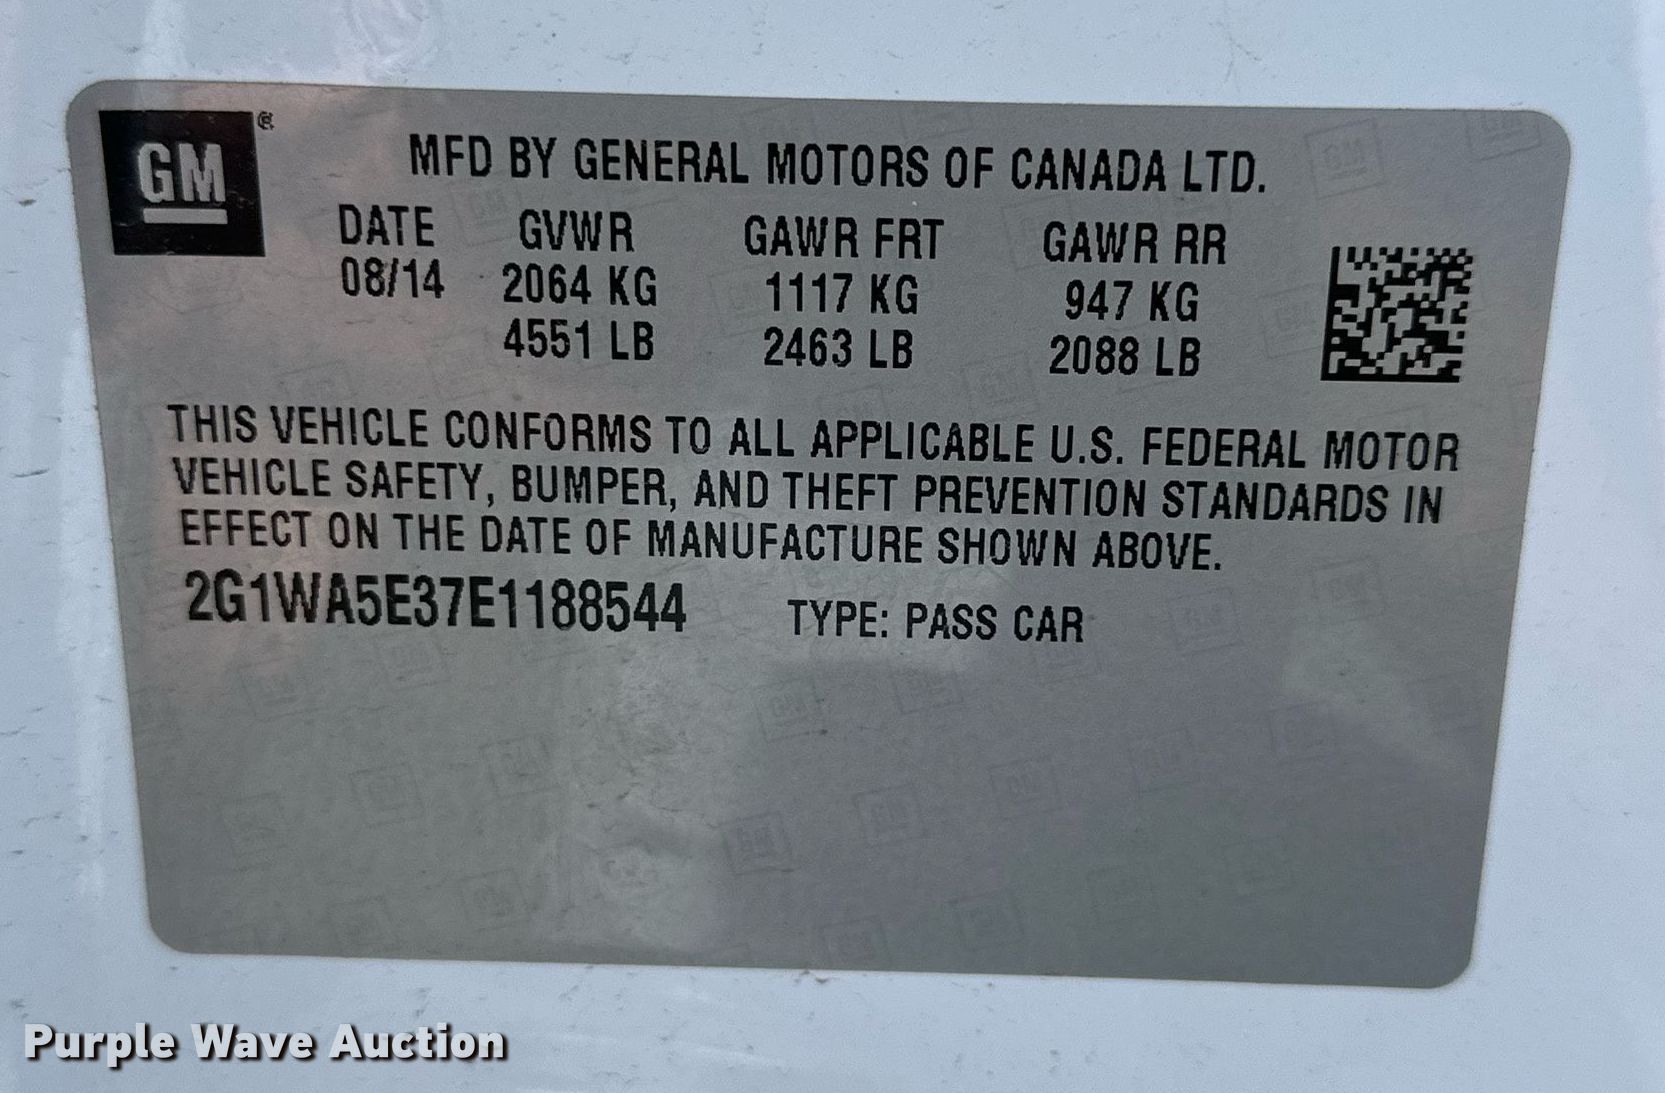 GM
MFD BY GENERAL MOTORS OF CANADA LTD.
DATE GVWR GAWR FRT GAWR RR
08/14 2064 KG 1117 KG 947 KG
4551 LB 2463 LB 2088 LB
THIS VEHICLE CONFORMS TO ALL APPLICABLE U.S. FEDERAL MOTOR
VEHICLE SAFETY, BUMPER, AND THEFT PREVENTION STANDARDS IN
EFFECT ON THE DATE OF MANUFACTURE SHOWN ABOVE.
2G1WA5E37E1188544 TYPE: PASS CAR
Purple Wave Auction